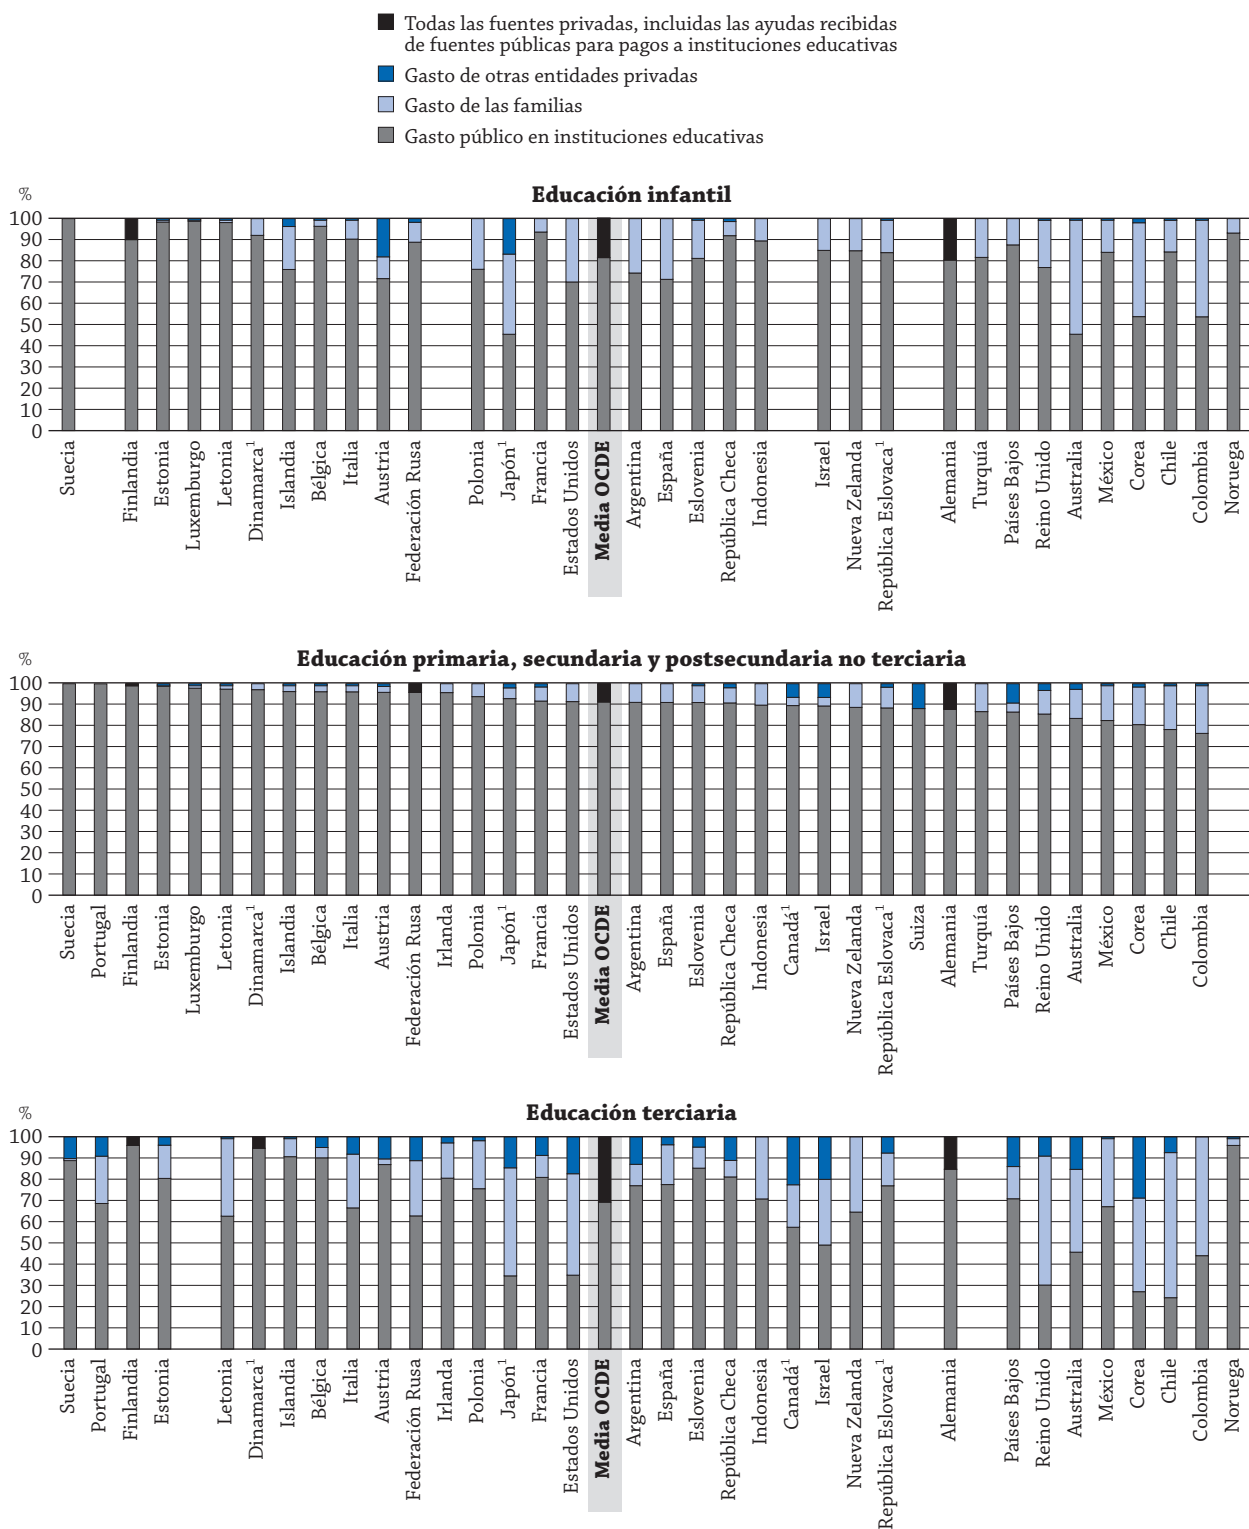 Todas las fuentes privadas, incluidas las ayudas recibidas
de fuentes públicas para pagos a instituciones educativas
Gasto de otras entidades privadas
Gasto de las familias
Gasto público en instituciones educativas
Educación infantil
%
100
90
80
70
60
50
40
30
20
10
0
Suecia
Finlandia
Estonia
Luxemburgo
Letonia
Dinamarca¹
Islandia
Bélgica
Italia
Austria
Federación Rusa
Polonia
Japón¹
Francia
Estados Unidos
Media OCDE
Argentina
España
Eslovenia
República Checa
Indonesia
Israel
Nueva Zelanda
República Eslovaca¹
Alemania
Turquía
Países Bajos
Reino Unido
Australia
México
Corea
Chile
Colombia
Noruega
Educación primaria, secundaria y postsecundaria no terciaria
%
100
90
80
70
60
50
40
30
20
10
0
Suecia
Portugal
Finlandia
Estonia
Luxemburgo
Letonia
Dinamarca¹
Islandia
Bélgica
Italia
Austria
Federación Rusa
Irlanda
Polonia
Japón¹
Francia
Estados Unidos
Media OCDE
Argentina
España
Eslovenia
República Checa
Indonesia
Canadá¹
Israel
Nueva Zelanda
República Eslovaca¹
Suiza
Alemania
Turquía
Países Bajos
Reino Unido
Australia
México
Corea
Chile
Colombia
Educación terciaria
%
100
90
80
70
60
50
40
30
20
10
0
Suecia
Portugal
Finlandia
Estonia
Letonia
Dinamarca¹
Islandia
Bélgica
Italia
Austria
Federación Rusa
Irlanda
Polonia
Japón¹
Francia
Estados Unidos
Media OCDE
Argentina
España
Eslovenia
República Checa
Indonesia
Canadá¹
Israel
Nueva Zelanda
República Eslovaca¹
Alemania
Países Bajos
Reino Unido
Australia
México
Corea
Chile
Colombia
Noruega